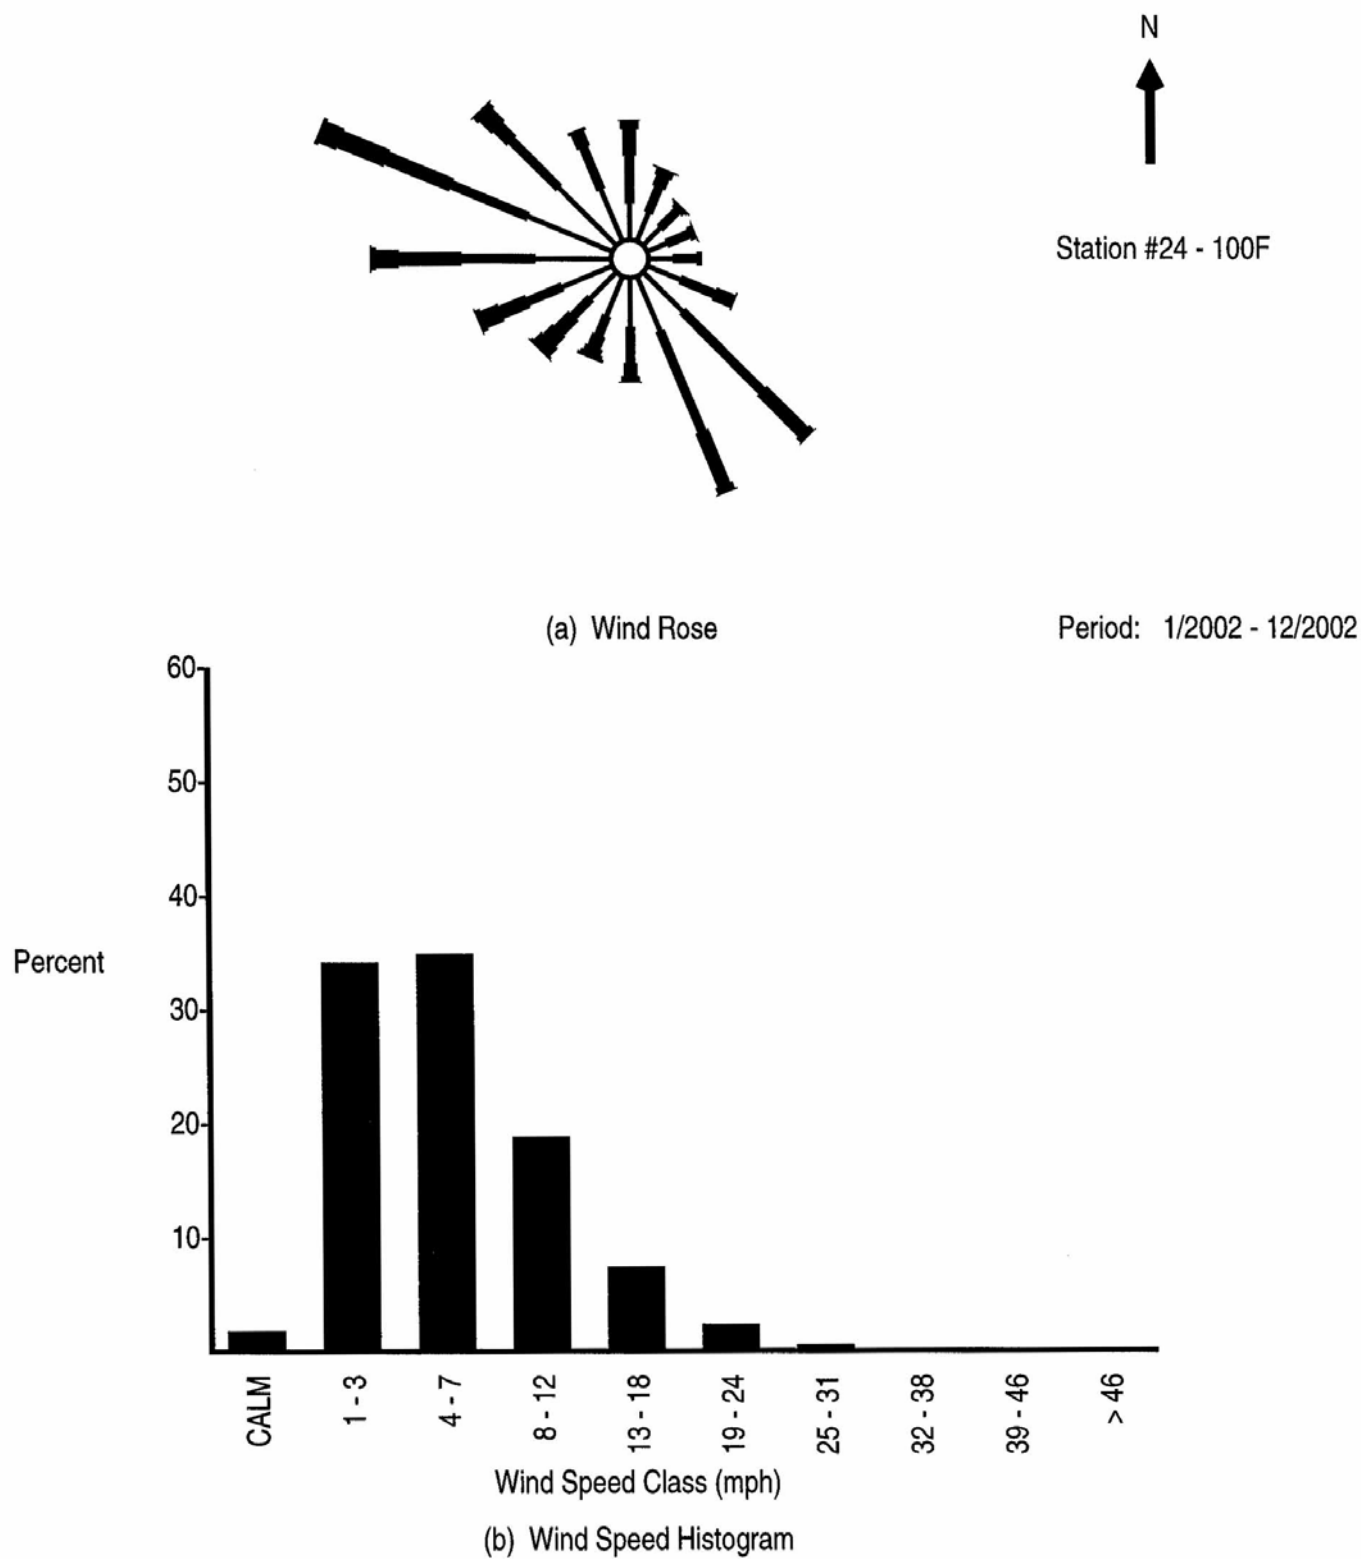 N
Station #24 - 100F
(a) Wind Rose
Period: 1/2002 - 12/2002
60
50
40
Percent
30
20
10
CALM
1 - 3
4 - 7
8 - 12
13 - 18
19 - 24
25 - 31
32 - 38
39 - 46
> 46
Wind Speed Class (mph)
(b) Wind Speed Histogram